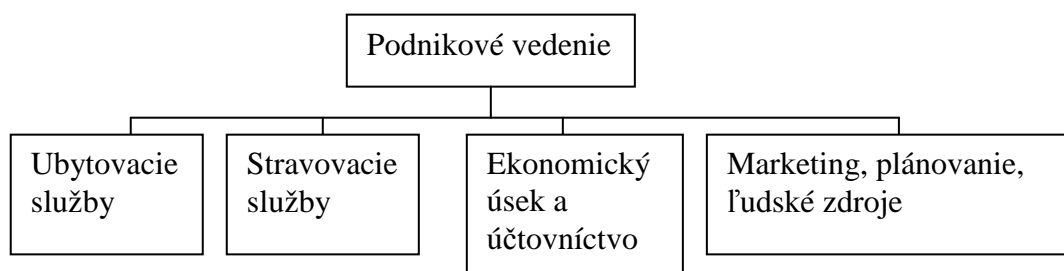 Podnikové vedenie
Ubytovacie
služby
Stravovacie
služby
Ekonomický
úsek a
účtovníctvo
Marketing, plánovanie,
ľudské zdroje